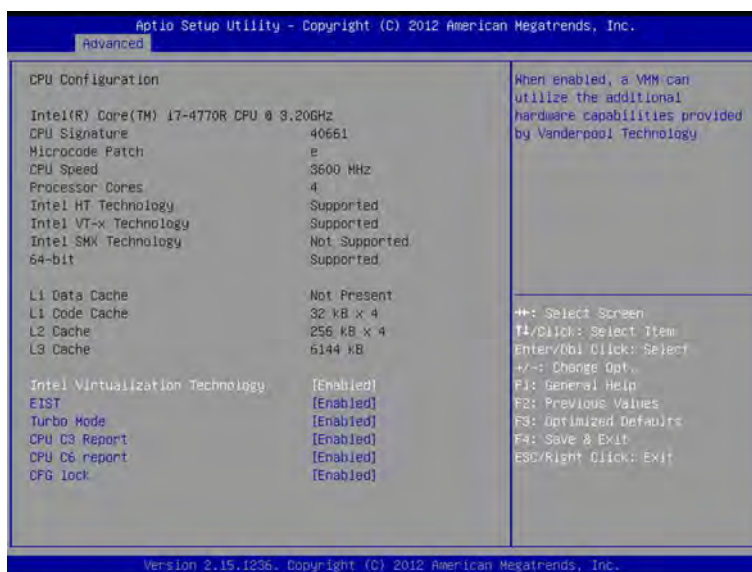 Aptio Setup Utility - Copyright (C) 2012 American Megatrends, Inc.
Advanced
CPU Configuration
Intel(R) Core(TM) i7-4770R CPU @ 3.20GHz
CPU Signature 40661
Microcode Patch e
CPU Speed 3600 MHz
Processor Cores 4
Intel HT Technology Supported
Intel VT-x Technology Supported
Intel SMX Technology Not Supported
64-bit Supported
L1 Data Cache Not Present
L1 Code Cache 32 kB x 4
L2 Cache 256 kB x 4
L3 Cache 6144 kB
Intel Virtualization Technology [Enabled]
EIST [Enabled]
Turbo Mode [Enabled]
CPU C3 Report [Enabled]
CPU C6 report [Enabled]
CFG lock [Enabled]
When enabled, a VMM can
utilize the additional
hardware capabilities provided
by Vanderpool Technology
→←: Select Screen
↑↓/Click: Select Item
Enter/Dbl Click: Select
+/-: Change Opt.
F1: General Help
F2: Previous Values
F3: Optimized Defaults
F4: Save & Exit
ESC/Right Click: Exit
Version 2.15.1236. Copyright (C) 2012 American Megatrends, Inc.